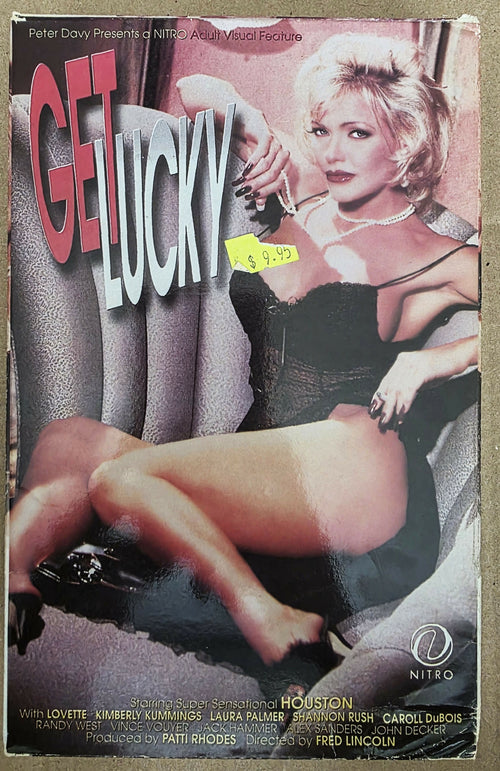 Peter Davy Presents a NITRO Adult Visual Feature
GET
LUCKY
$ 9.95
NITRO
Starring Super Sensational HOUSTON
With LOVETTE KIMBERLY KUMMINGS LAURA PALMER SHANNON RUSH CAROLL DuBOIS
RANDY WEST VINCE VOUYER JACK HAMMER ALEX SANDERS JOHN DECKER
Produced by PATTI RHODES Directed by FRED LINCOLN